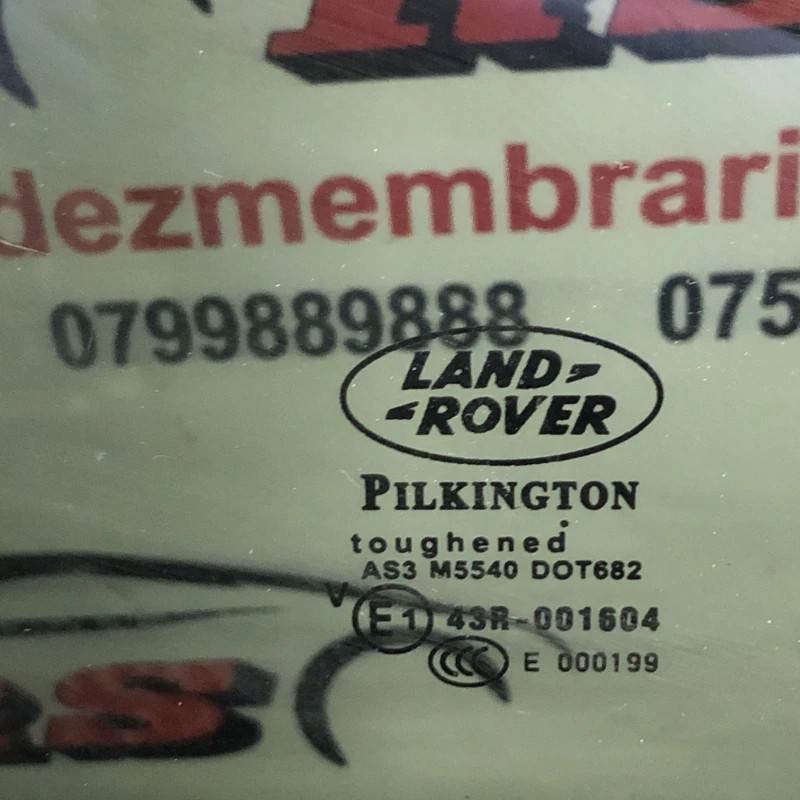 dezmembrari
0799889888 075
LAND
ROVER
PILKINGTON
toughened
AS3 M5540 DOT682
V
E1 43R-001604
CCC E 000199